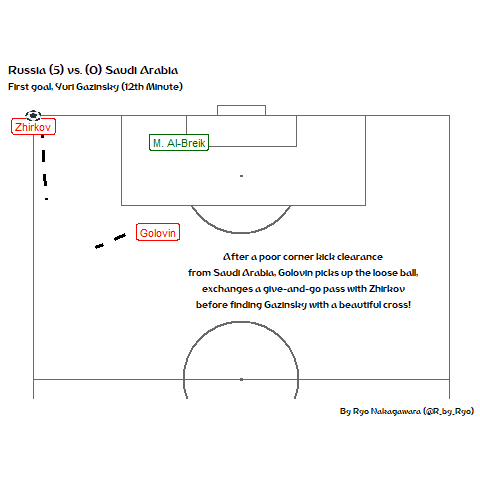 Russia (5) vs. (0) Saudi Arabia
First goal, Yuri Gazinsky (12th Minute)
Zhirkov
M. Al-Breik
Golovin
After a poor corner kick clearance
from Saudi Arabia, Golovin picks up the loose ball,
exchanges a give-and-go pass with Zhirkov
before finding Gazinsky with a beautiful cross!
By Ryo Nakagawara (@R_by_Ryo)